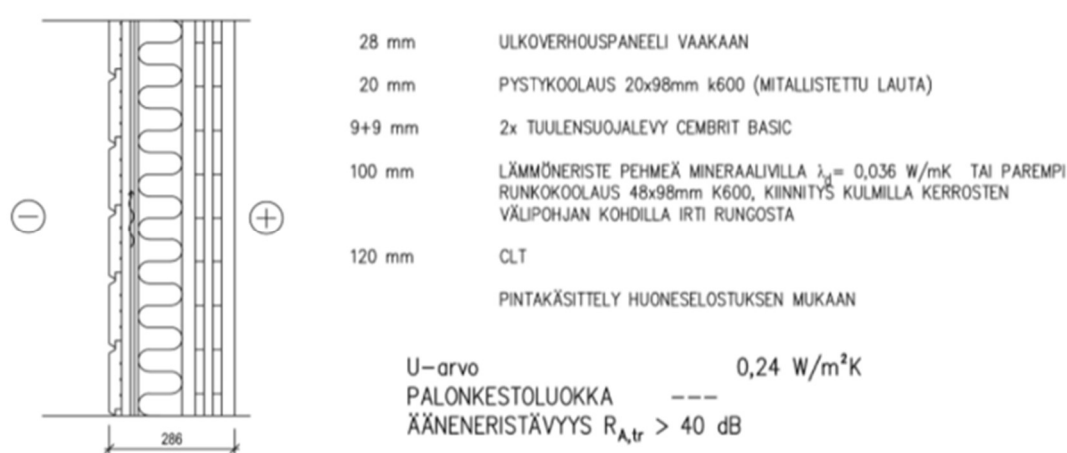 28 mm ULKOVERHOUSPANEELI VAAKAAN
20 mm PYSTYKOOLAUS 20x98mm k600 (MITALLISTETTU LAUTA)
9+9 mm 2x TUULENSUOJALEVY CEMBRIT BASIC
100 mm LÄMMÖNERISTE PEHMEÄ MINERAALIVILLA λd= 0,036 W/mK TAI PAREMPI
RUNKOKOOLAUS 48x98mm K600, KIINNITYS KULMILLA KERROSTEN
VÄLIPOHJAN KOHDILLA IRTI RUNGOSTA
120 mm CLT
PINTAKÄSITTELY HUONESELOSTUKSEN MUKAAN
U-arvo 0,24 W/m²K
PALONKESTOLUOKKA ---
ÄÄNENERISTÄVYYS RA,tr > 40 dB
286